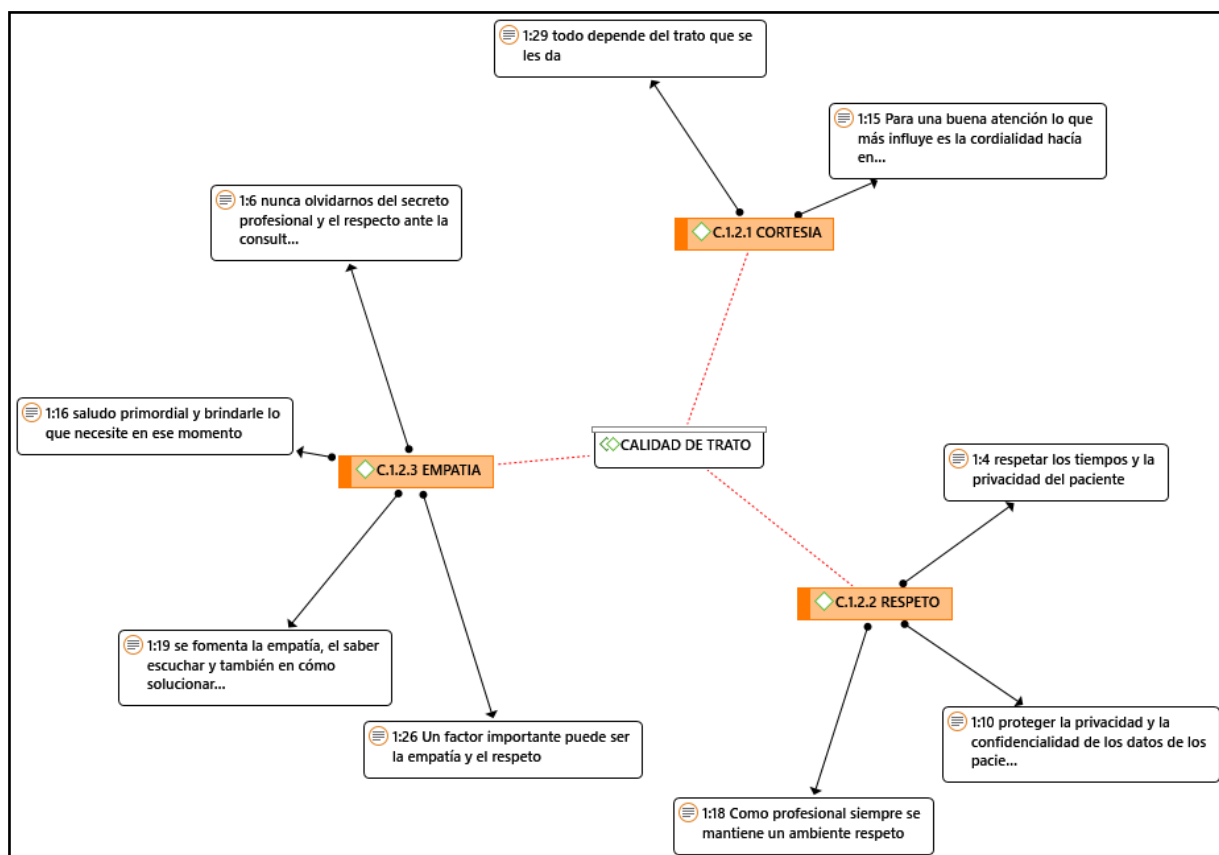 1:29 todo depende del trato que se
les da
1:15 Para una buena atención lo que
más influye es la cordialidad hacía
en...
1:6 nunca olvidarnos del secreto
profesional y el respecto ante la
consult...
C.1.2.1 CORTESIA
1:16 saludo primordial y brindarle lo
que necesite en ese momento
C.1.2.3 EMPATIA
CALIDAD DE TRATO
1:4 respetar los tiempos y la
privacidad del paciente
C.1.2.2 RESPETO
1:19 se fomenta la empatía, el saber
escuchar y también en cómo
solucionar...
1:26 Un factor importante puede ser
la empatía y el respeto
1:10 proteger la privacidad y la
confidencialidad de los datos de los
pacie...
1:18 Como profesional siempre se
mantiene un ambiente respeto